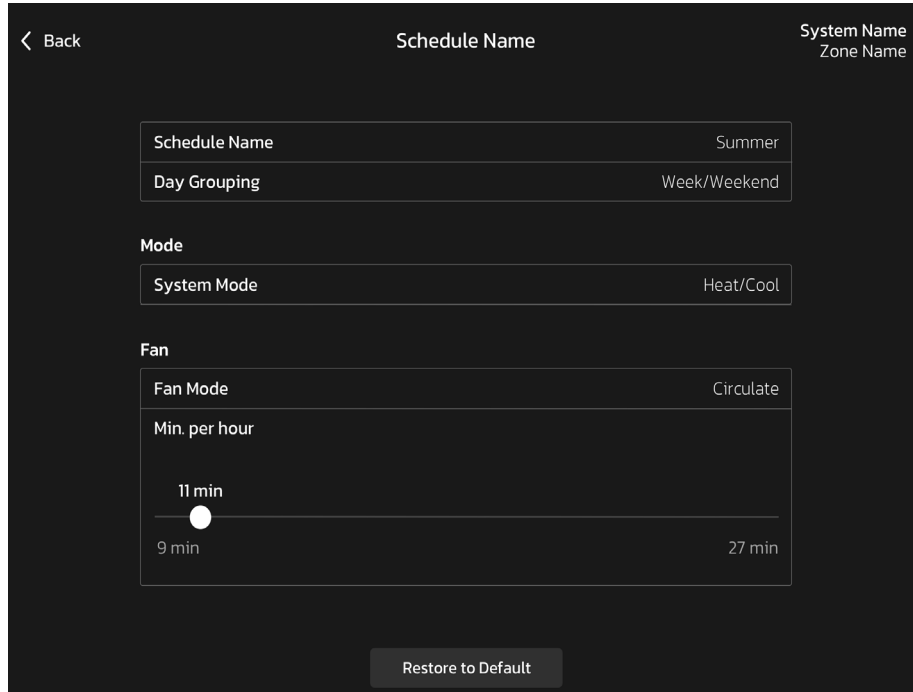 Back
Schedule Name
System Name
Zone Name
Schedule Name Summer
Day Grouping Week/Weekend
Mode
System Mode Heat/Cool
Fan
Fan Mode Circulate
Min. per hour
11 min
9 min 27 min
Restore to Default